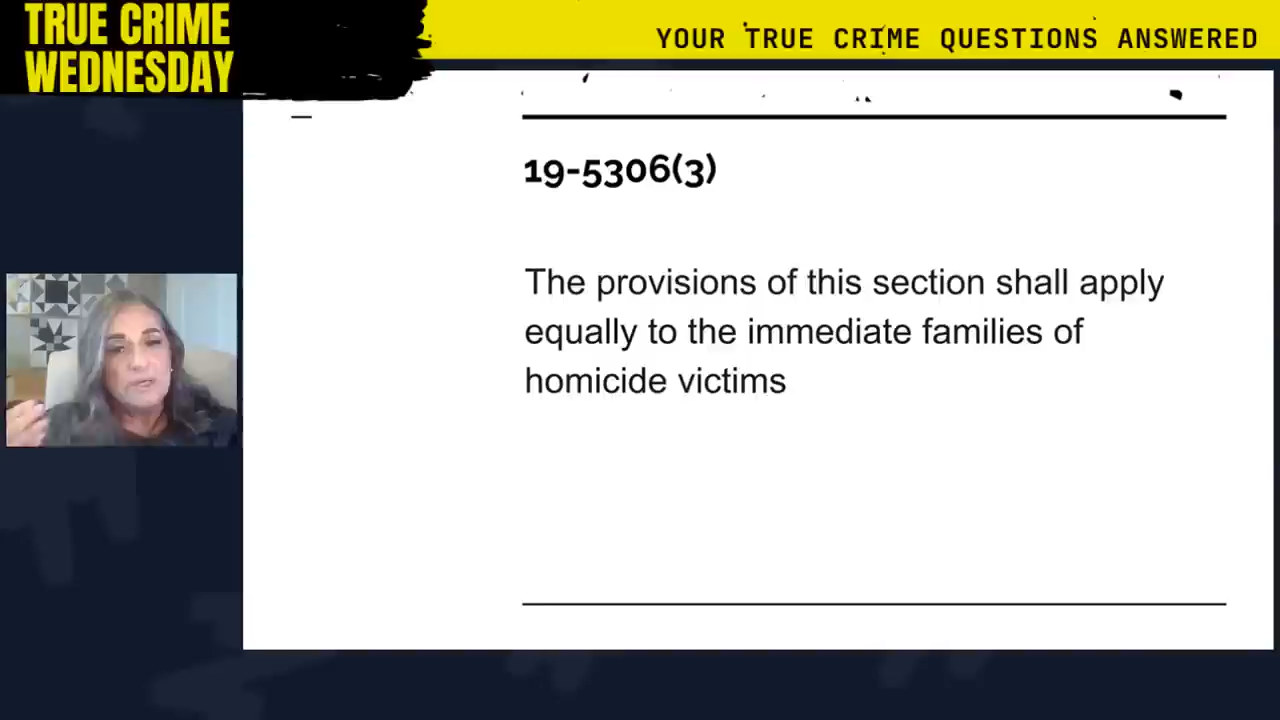 TRUE CRIME
WEDNESDAY
YOUR TRUE CRIME QUESTIONS ANSWERED
19-5306(3)
The provisions of this section shall apply
equally to the immediate families of
homicide victims